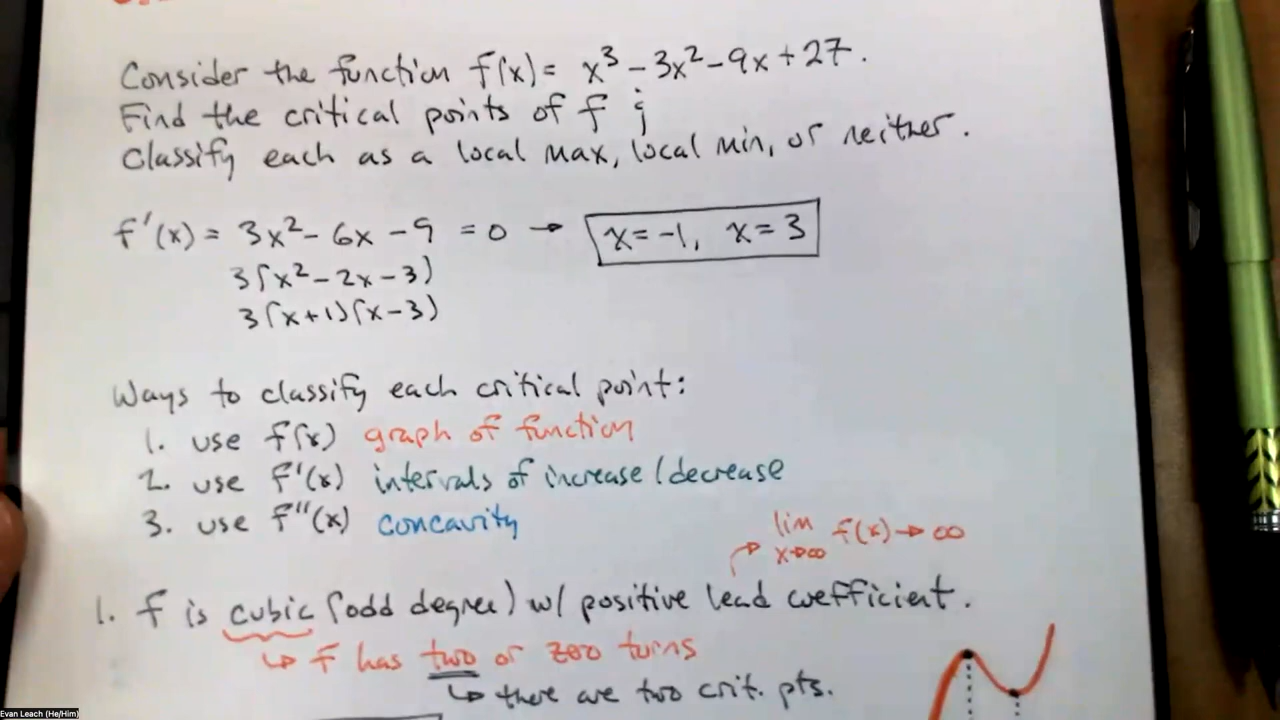 Consider the function f(x) = x³ - 3x² - 9x + 27.
Find the critical points of f &
Classify each as a local max, local min, or neither.
f'(x) = 3x² - 6x - 9 = 0 → x = -1, x = 3
3(x² - 2x - 3)
3(x+1)(x-3)
Ways to classify each critical point:
1. use f(x) graph of function
2. use f'(x) intervals of increase/decrease
3. use f''(x) concavity
lim x→∞ f(x) → ∞
1. f is cubic (odd degree) w/ positive lead coefficient.
↳ f has two or zero turns
↳ there are two crit. pts.
Evan Leach (He/Him)